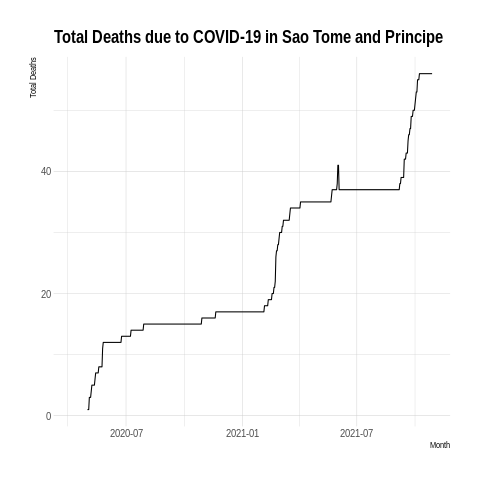 Total Deaths due to COVID-19 in Sao Tome and Principe
Total Deaths
40
20
0
2020-07 2021-01 2021-07
Month